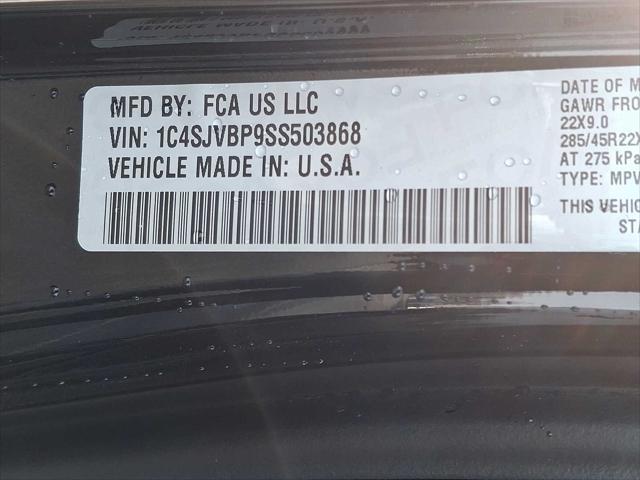 MFD BY: FCA US LLC
VIN: 1C4SJVBP9SS503868
VEHICLE MADE IN: U.S.A.
DATE OF M
GAWR FRO
22X9.0
285/45R22X
AT 275 kPa
TYPE: MPV
THIS VEHIC
STA